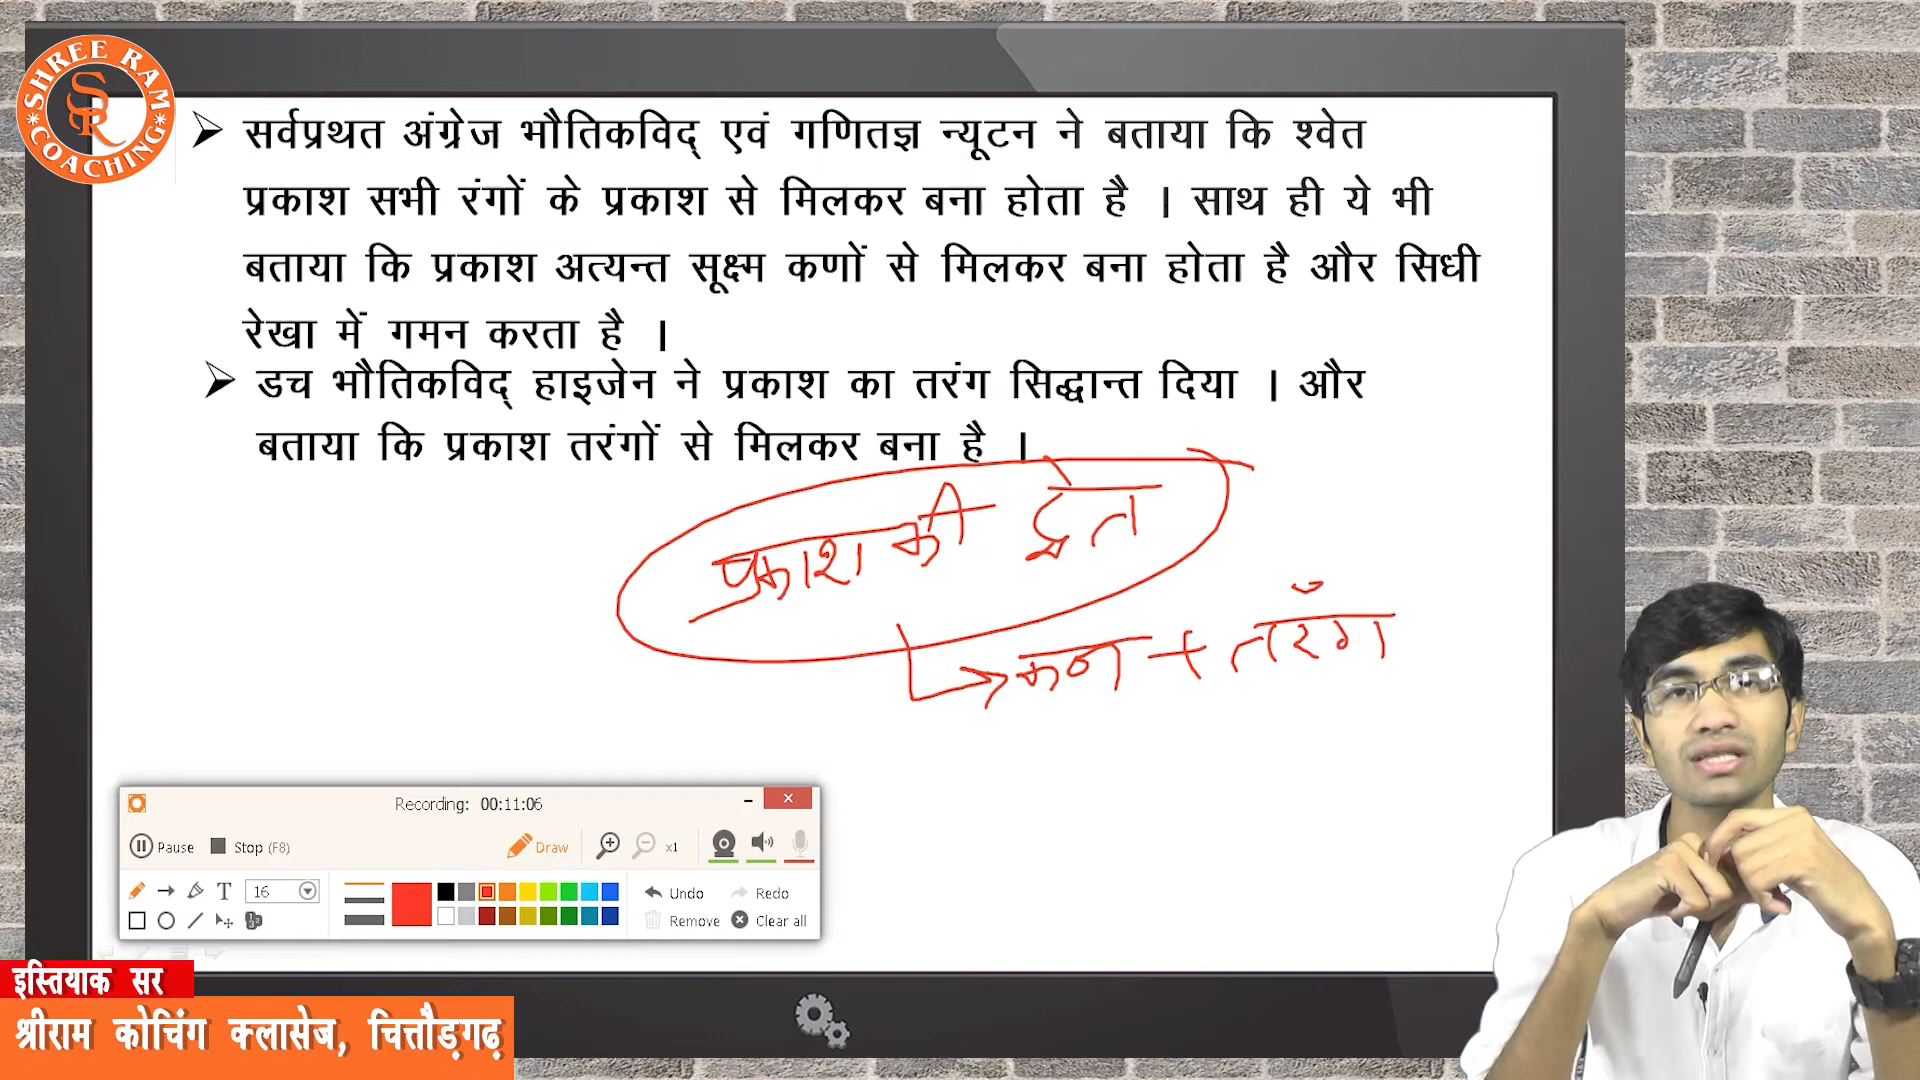 SHREE RAM
COACHING
SR
सर्वप्रथत अंग्रेज भौतिकविद् एवं गणितज्ञ न्यूटन ने बताया कि श्वेत
प्रकाश सभी रंगों के प्रकाश से मिलकर बना होता है । साथ ही ये भी
बताया कि प्रकाश अत्यन्त सूक्ष्म कणों से मिलकर बना होता है और सिधी
रेखा में गमन करता है ।
डच भौतिकविद् हाइजेन ने प्रकाश का तरंग सिद्धान्त दिया । और
बताया कि प्रकाश तरंगों से मिलकर बना है ।
प्रकाश की द्वेत
कण + तरंग
Recording: 00:11:06
Pause Stop (F8) Draw x1
T 16 Undo Redo
Remove Clear all
इस्तियाक सर
श्रीराम कोचिंग क्लासेज, चित्तौड़गढ़